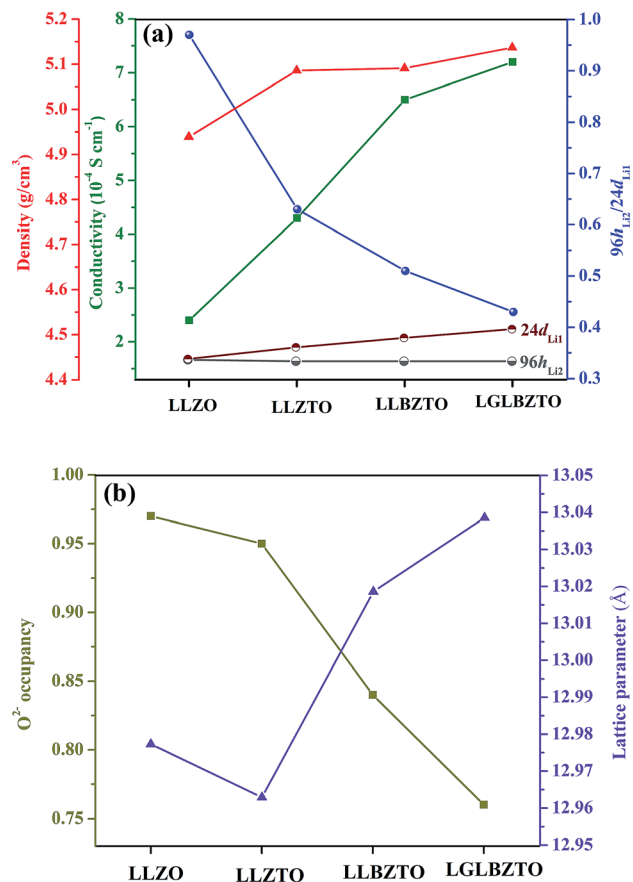 (a)
5.2
5.1
5.0
4.9
4.8
4.7
4.6
4.5
4.4
Density (g/cm³)
8
7
6
5
4
3
2
Conductivity (10⁻⁴ S cm⁻¹)
1.0
0.9
0.8
0.7
0.6
0.5
0.4
0.3
96h_Li2/24d_Li1
24d_Li1
96h_Li2
LLZO
LLZTO
LLBZTO
LGLBZTO
(b)
1.00
0.95
0.90
0.85
0.80
0.75
O²⁻ occupancy
13.05
13.04
13.03
13.02
13.01
13.00
12.99
12.98
12.97
12.96
12.95
Lattice parameter (Å)
LLZO
LLZTO
LLBZTO
LGLBZTO